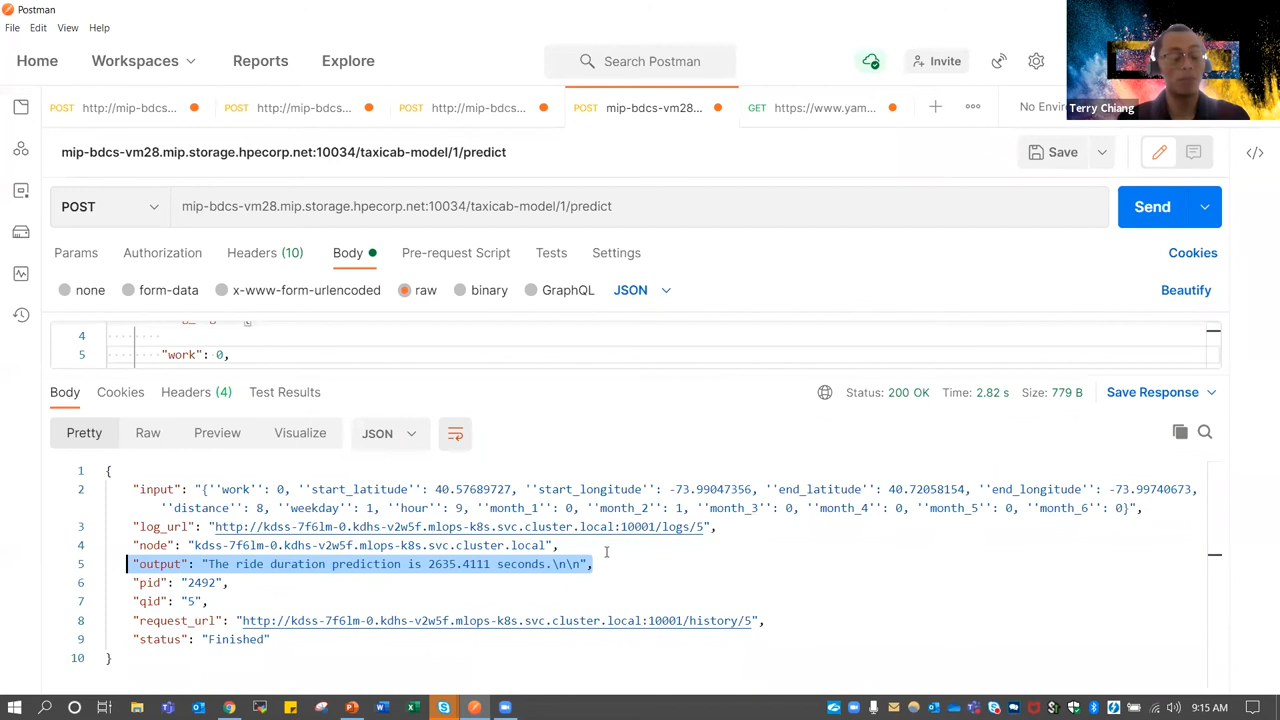 Postman
File Edit View Help
Home Workspaces Reports Explore Search Postman Invite
Terry Chiang
POST http://mip-bdcs... POST http://mip-bdcs... POST http://mip-bdcs... POST mip-bdcs-vm28... GET https://www.yam... No Envir
mip-bdcs-vm28.mip.storage.hpecorp.net:10034/taxicab-model/1/predict Save
POST mip-bdcs-vm28.mip.storage.hpecorp.net:10034/taxicab-model/1/predict Send
Params Authorization Headers (10) Body Pre-request Script Tests Settings Cookies
none form-data x-www-form-urlencoded raw binary GraphQL JSON Beautify
4
5 "work": 0,
Body Cookies Headers (4) Test Results Status: 200 OK Time: 2.82 s Size: 779 B Save Response
Pretty Raw Preview Visualize JSON
1 {
2 "input": "{''work'': 0, ''start_latitude'': 40.57689727, ''start_longitude'': -73.99047356, ''end_latitude'': 40.72058154, ''end_longitude'': -73.99740673,
''distance'': 8, ''weekday'': 1, ''hour'': 9, ''month_1'': 0, ''month_2'': 1, ''month_3'': 0, ''month_4'': 0, ''month_5'': 0, ''month_6'': 0}",
3 "log_url": "http://kdss-7f6lm-0.kdhs-v2w5f.mlops-k8s.svc.cluster.local:10001/logs/5",
4 "node": "kdss-7f6lm-0.kdhs-v2w5f.mlops-k8s.svc.cluster.local",
5 "output": "The ride duration prediction is 2635.4111 seconds.\n\n",
6 "pid": "2492",
7 "qid": "5",
8 "request_url": "http://kdss-7f6lm-0.kdhs-v2w5f.mlops-k8s.svc.cluster.local:10001/history/5",
9 "status": "Finished"
10 }
9:15 AM